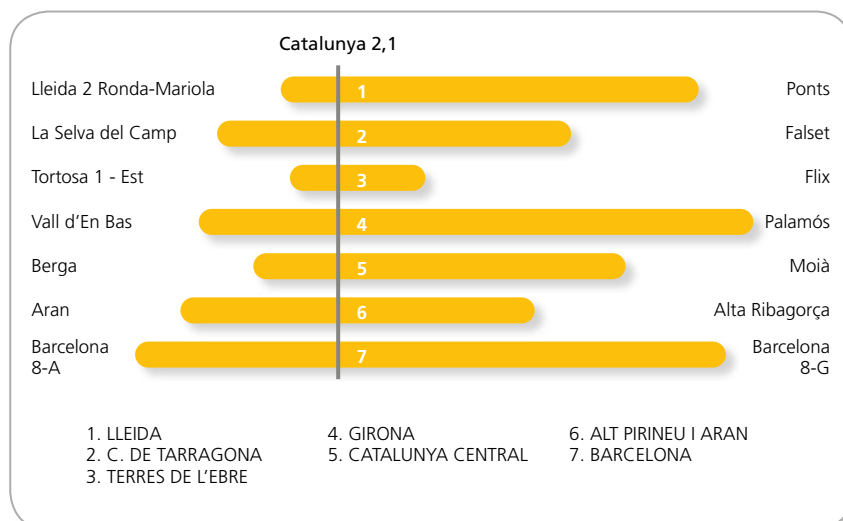 Catalunya 2,1
Lleida 2 Ronda-Mariola 1 Ponts
La Selva del Camp 2 Falset
Tortosa 1 - Est 3 Flix
Vall d'En Bas 4 Palamós
Berga 5 Moià
Aran 6 Alta Ribagorça
Barcelona 8-A 7 Barcelona 8-G
1. LLEIDA
2. C. DE TARRAGONA
3. TERRES DE L'EBRE
4. GIRONA
5. CATALUNYA CENTRAL
6. ALT PIRINEU I ARAN
7. BARCELONA